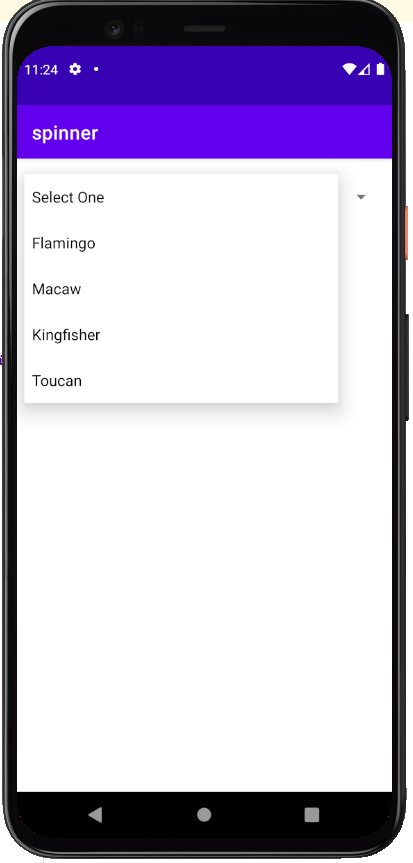 11:24
spinner
Select One
Flamingo
Macaw
Kingfisher
Toucan